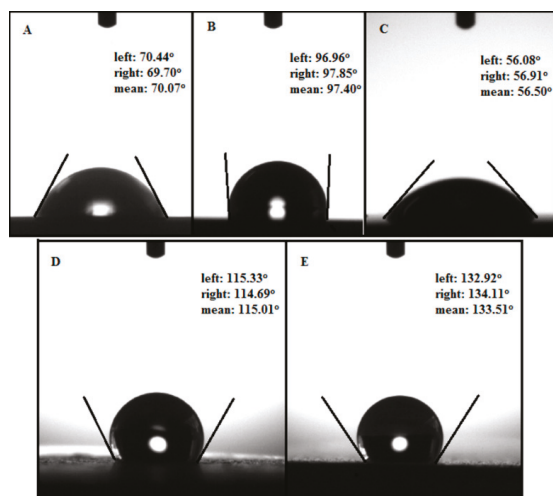 A
left: 70.44°
right: 69.70°
mean: 70.07°
B
left: 96.96°
right: 97.85°
mean: 97.40°
C
left: 56.08°
right: 56.91°
mean: 56.50°
D
left: 115.33°
right: 114.69°
mean: 115.01°
E
left: 132.92°
right: 134.11°
mean: 133.51°